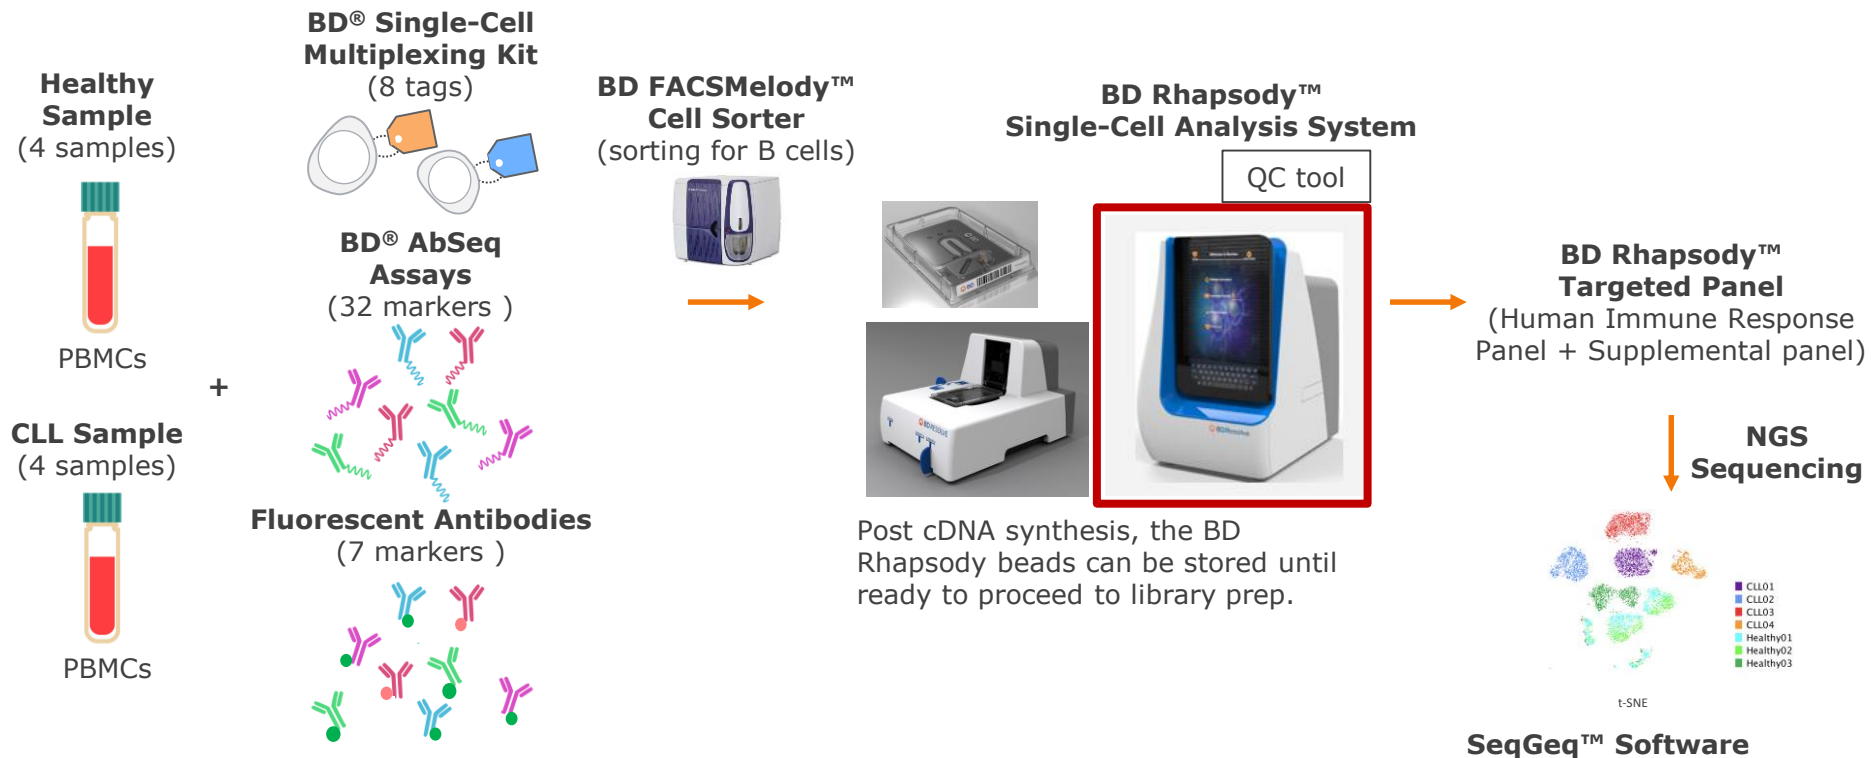 Healthy
Sample
(4 samples)
PBMCs
CLL Sample
(4 samples)
PBMCs
+
BD® Single-Cell
Multiplexing Kit
(8 tags)
BD® AbSeq
Assays
(32 markers )
Fluorescent Antibodies
(7 markers )
BD FACSMelody™
Cell Sorter
(sorting for B cells)
BD Rhapsody™
Single-Cell Analysis System
QC tool
BD
Post cDNA synthesis, the BD
Rhapsody beads can be stored until
ready to proceed to library prep.
BD Rhapsody™
Targeted Panel
(Human Immune Response
Panel + Supplemental panel)
NGS
Sequencing
CLL01
CLL02
CLL03
CLL04
Healthy01
Healthy02
Healthy03
t-SNE
SeqGeq™ Software